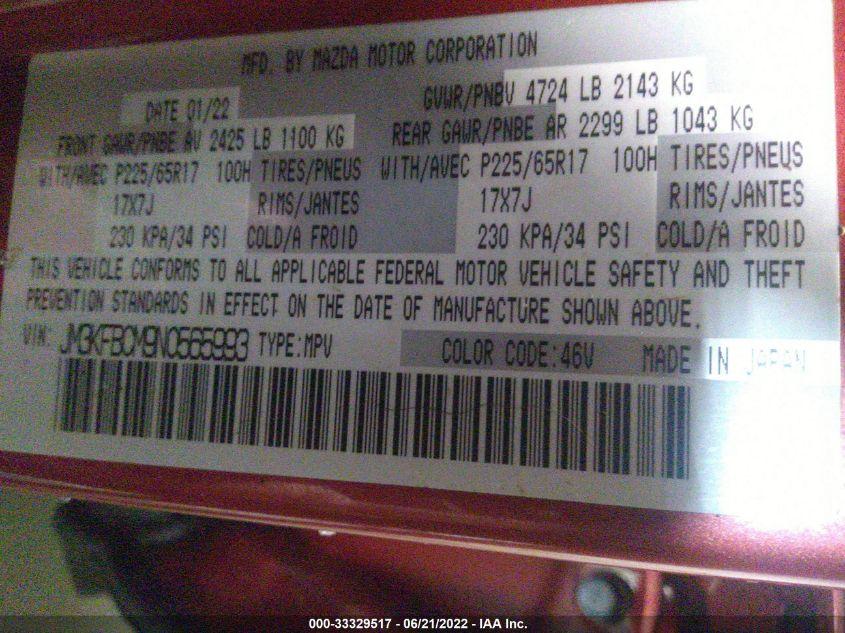 MFD. BY MAZDA MOTOR CORPORATION
DATE 01/22 GVWR/PNBV 4724 LB 2143 KG
FRONT GAWR/PNBE AV 2425 LB 1100 KG REAR GAWR/PNBE AR 2299 LB 1043 KG
WITH/AVEC P225/65R17 100H TIRES/PNEUS WITH/AVEC P225/65R17 100H TIRES/PNEUS
17X7J RIMS/JANTES 17X7J RIMS/JANTES
230 KPA/34 PSI COLD/A FROID 230 KPA/34 PSI COLD/A FROID
THIS VEHICLE CONFORMS TO ALL APPLICABLE FEDERAL MOTOR VEHICLE SAFETY AND THEFT
PREVENTION STANDARDS IN EFFECT ON THE DATE OF MANUFACTURE SHOWN ABOVE.
VIN: JM3KFBCM9N0565993 TYPE:MPV COLOR CODE:46V MADE IN JAPAN
000-33329517 - 06/21/2022 - IAA Inc.